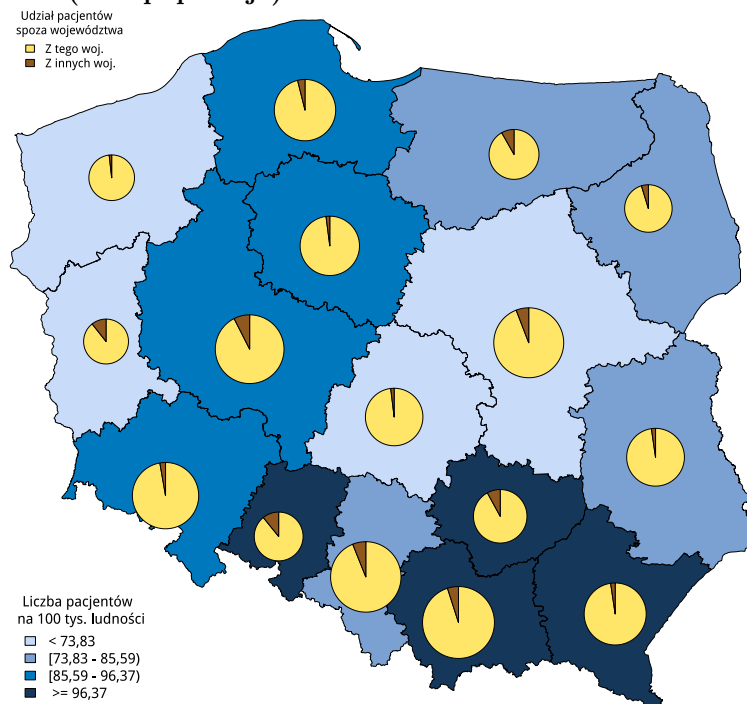 Udział pacjentów
spoza województwa
Z tego woj.
Z innych woj.
Liczba pacjentów
na 100 tys. ludności
< 73,83
[73,83 - 85,59)
[85,59 - 96,37)
>= 96,37